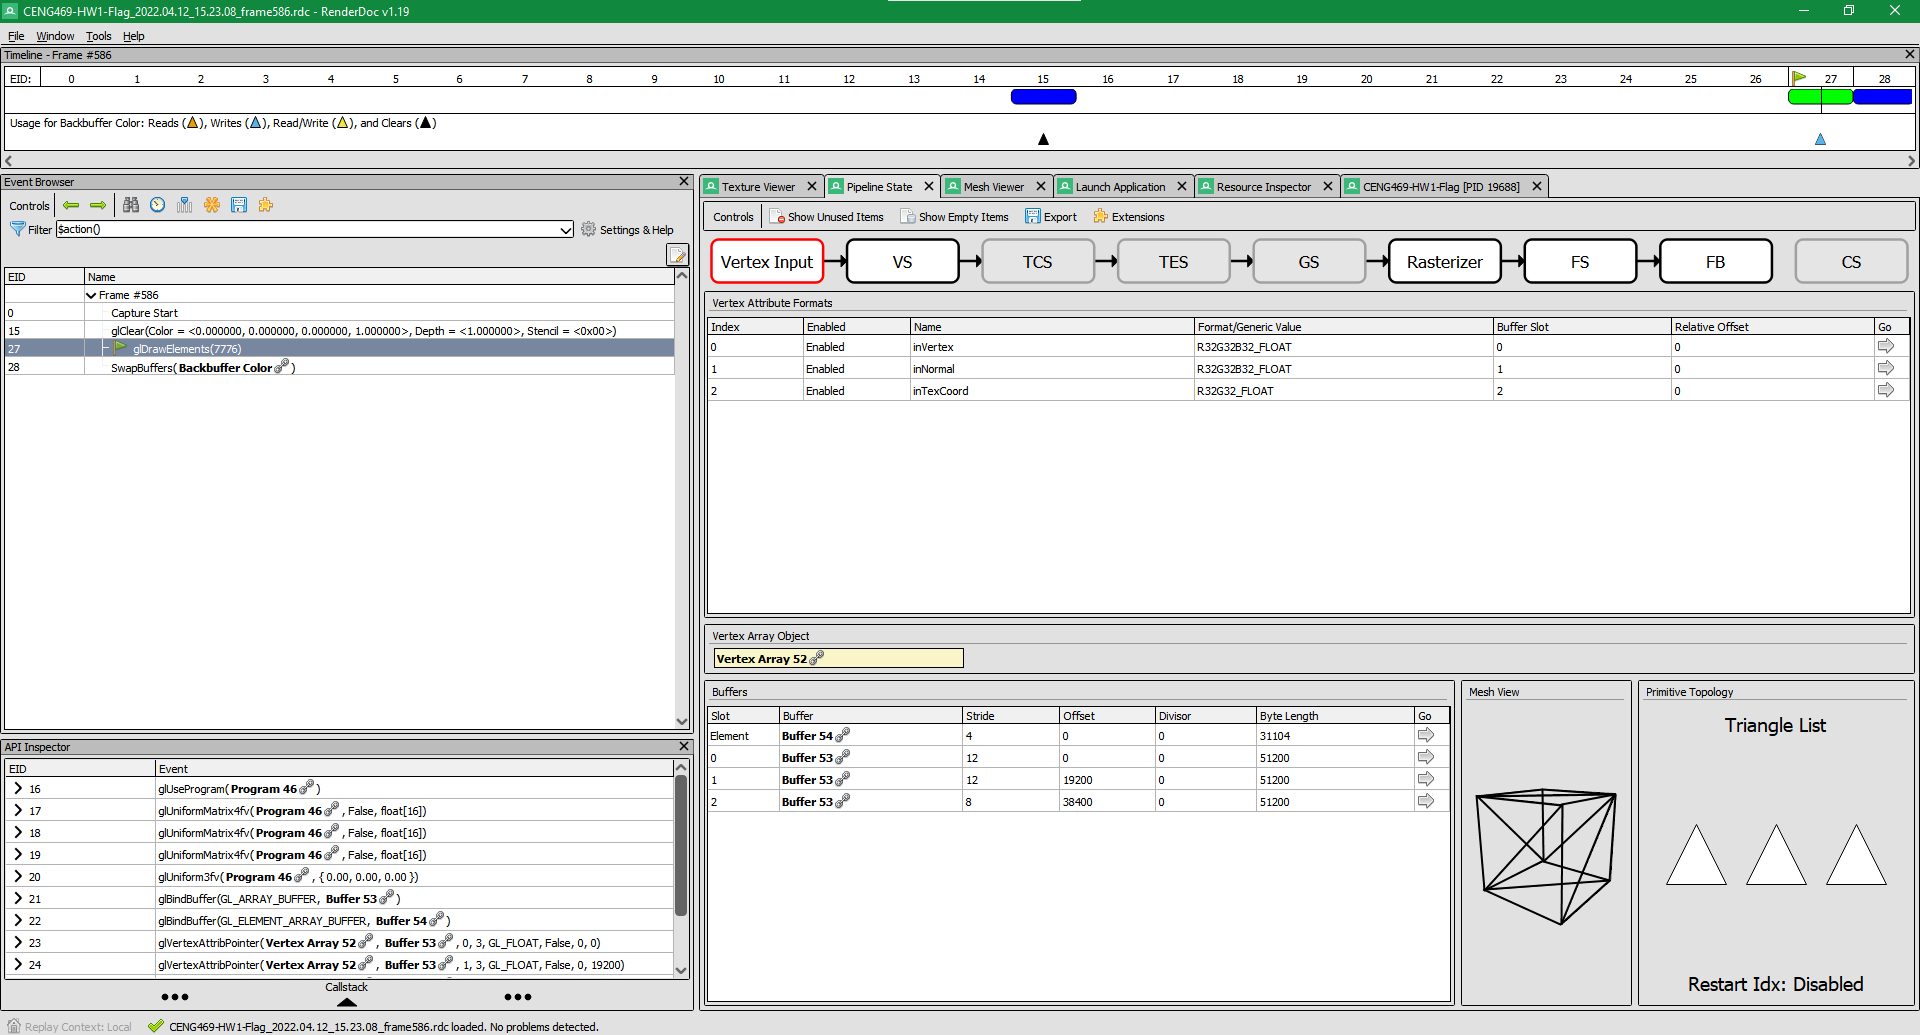 CENG469-HW1-Flag_2022.04.12_15.23.08_frame586.rdc - RenderDoc v1.19
File Window Tools Help
Timeline - Frame #586
EID: 0 1 2 3 4 5 6 7 8 9 10 11 12 13 14 15 16 17 18 19 20 21 22 23 24 25 26 27 28
Usage for Backbuffer Color: Reads ( ), Writes ( ), Read/Write ( ), and Clears ( )
Event Browser
Controls
Filter $action() Settings & Help
EID Name
Frame #586
0 Capture Start
15 glClear(Color = <0.000000, 0.000000, 0.000000, 1.000000>, Depth = <1.000000>, Stencil = <0x00>)
27 glDrawElements(7776)
28 SwapBuffers( Backbuffer Color )
API Inspector
EID Event
16 glUseProgram( Program 46 )
17 glUniformMatrix4fv( Program 46 , False, float[16])
18 glUniformMatrix4fv( Program 46 , False, float[16])
19 glUniformMatrix4fv( Program 46 , False, float[16])
20 glUniform3fv( Program 46 , { 0.00, 0.00, 0.00 })
21 glBindBuffer(GL_ARRAY_BUFFER, Buffer 53 )
22 glBindBuffer(GL_ELEMENT_ARRAY_BUFFER, Buffer 54 )
23 glVertexAttribPointer( Vertex Array 52 , Buffer 53 , 0, 3, GL_FLOAT, False, 0, 0)
24 glVertexAttribPointer( Vertex Array 52 , Buffer 53 , 1, 3, GL_FLOAT, False, 0, 19200)
Callstack
Texture Viewer Pipeline State Mesh Viewer Launch Application Resource Inspector CENG469-HW1-Flag [PID 19688]
Controls Show Unused Items Show Empty Items Export Extensions
Vertex Input VS TCS TES GS Rasterizer FS FB CS
Vertex Attribute Formats
Index Enabled Name Format/Generic Value Buffer Slot Relative Offset Go
0 Enabled inVertex R32G32B32_FLOAT 0 0
1 Enabled inNormal R32G32B32_FLOAT 1 0
2 Enabled inTexCoord R32G32_FLOAT 2 0
Vertex Array Object
Vertex Array 52
Buffers
Slot Buffer Stride Offset Divisor Byte Length Go
Element Buffer 54 4 0 0 31104
0 Buffer 53 12 0 0 51200
1 Buffer 53 12 19200 0 51200
2 Buffer 53 8 38400 0 51200
Mesh View
Primitive Topology
Triangle List
Restart Idx: Disabled
Replay Context: Local CENG469-HW1-Flag_2022.04.12_15.23.08_frame586.rdc loaded. No problems detected.